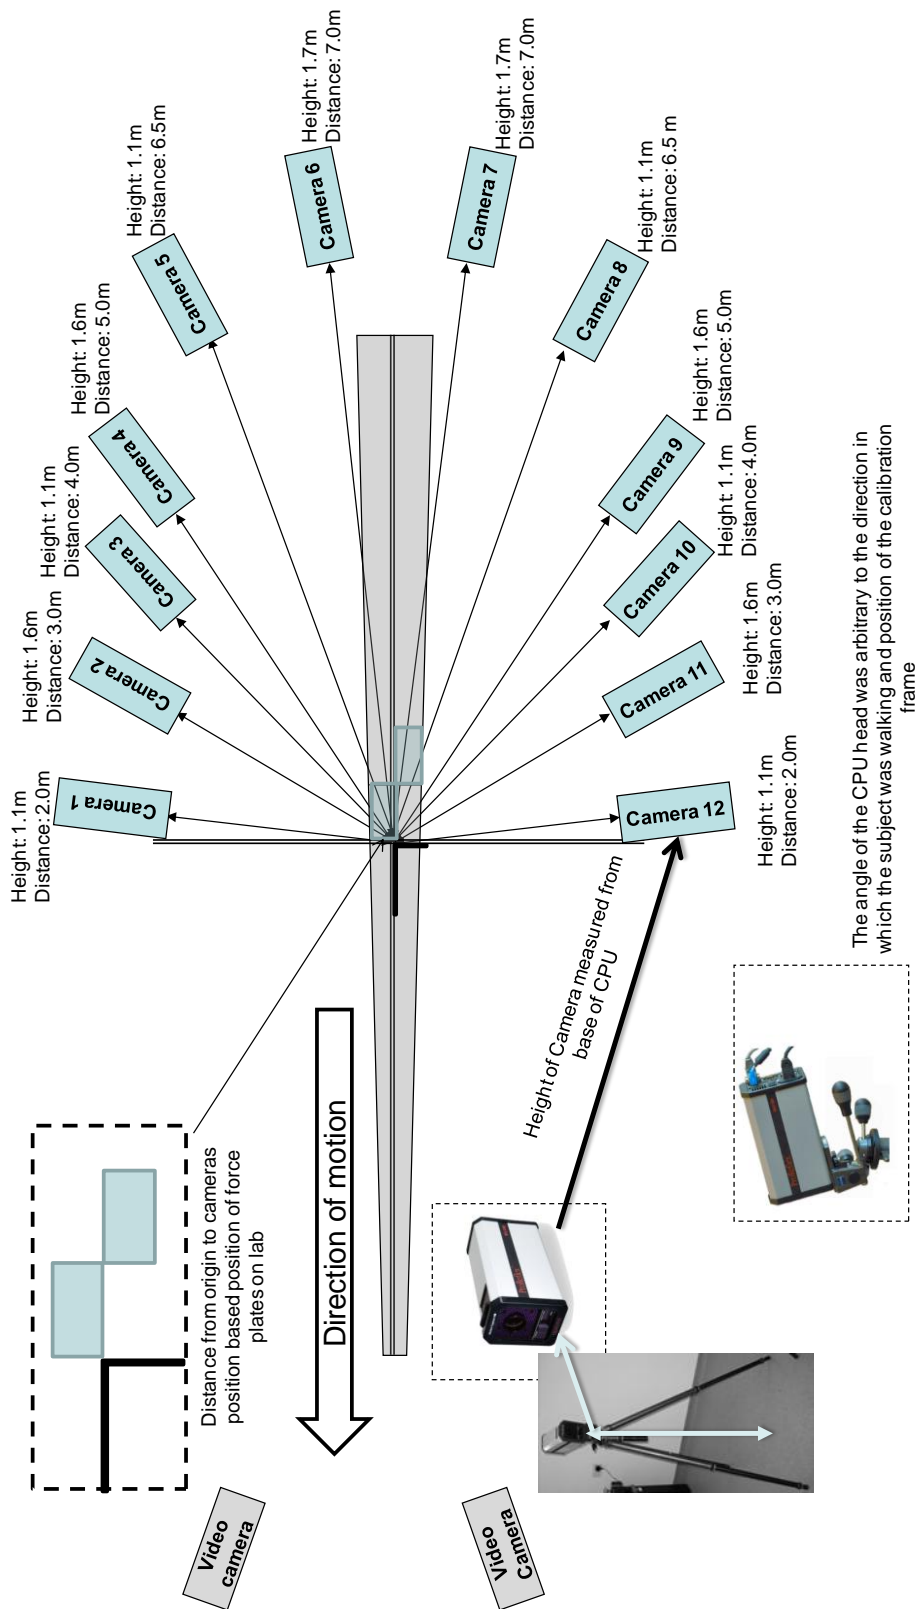 Height: 1.1m
Distance: 2.0m
Camera 1
Height: 1.6m
Distance: 3.0m
Camera 2
Height: 1.1m
Distance: 4.0m
Camera 3
Height: 1.6m
Distance: 5.0m
Camera 4
Height: 1.1m
Distance: 6.5m
Camera 5
Height: 1.7m
Distance: 7.0m
Camera 6
Height: 1.7m
Distance: 7.0m
Camera 7
Height: 1.1m
Distance: 6.5 m
Camera 8
Height: 1.6m
Distance: 5.0m
Camera 9
Height: 1.1m
Distance: 4.0m
Camera 10
Height: 1.6m
Distance: 3.0m
Camera 11
Height: 1.1m
Distance: 2.0m
Camera 12
Distance from origin to cameras
position based position of force
plates on lab
Direction of motion
Height of Camera measured from
base of CPU
Video
camera
Video
Camera
The angle of the CPU head was arbitrary to the direction in
which the subject was walking and position of the calibration
frame